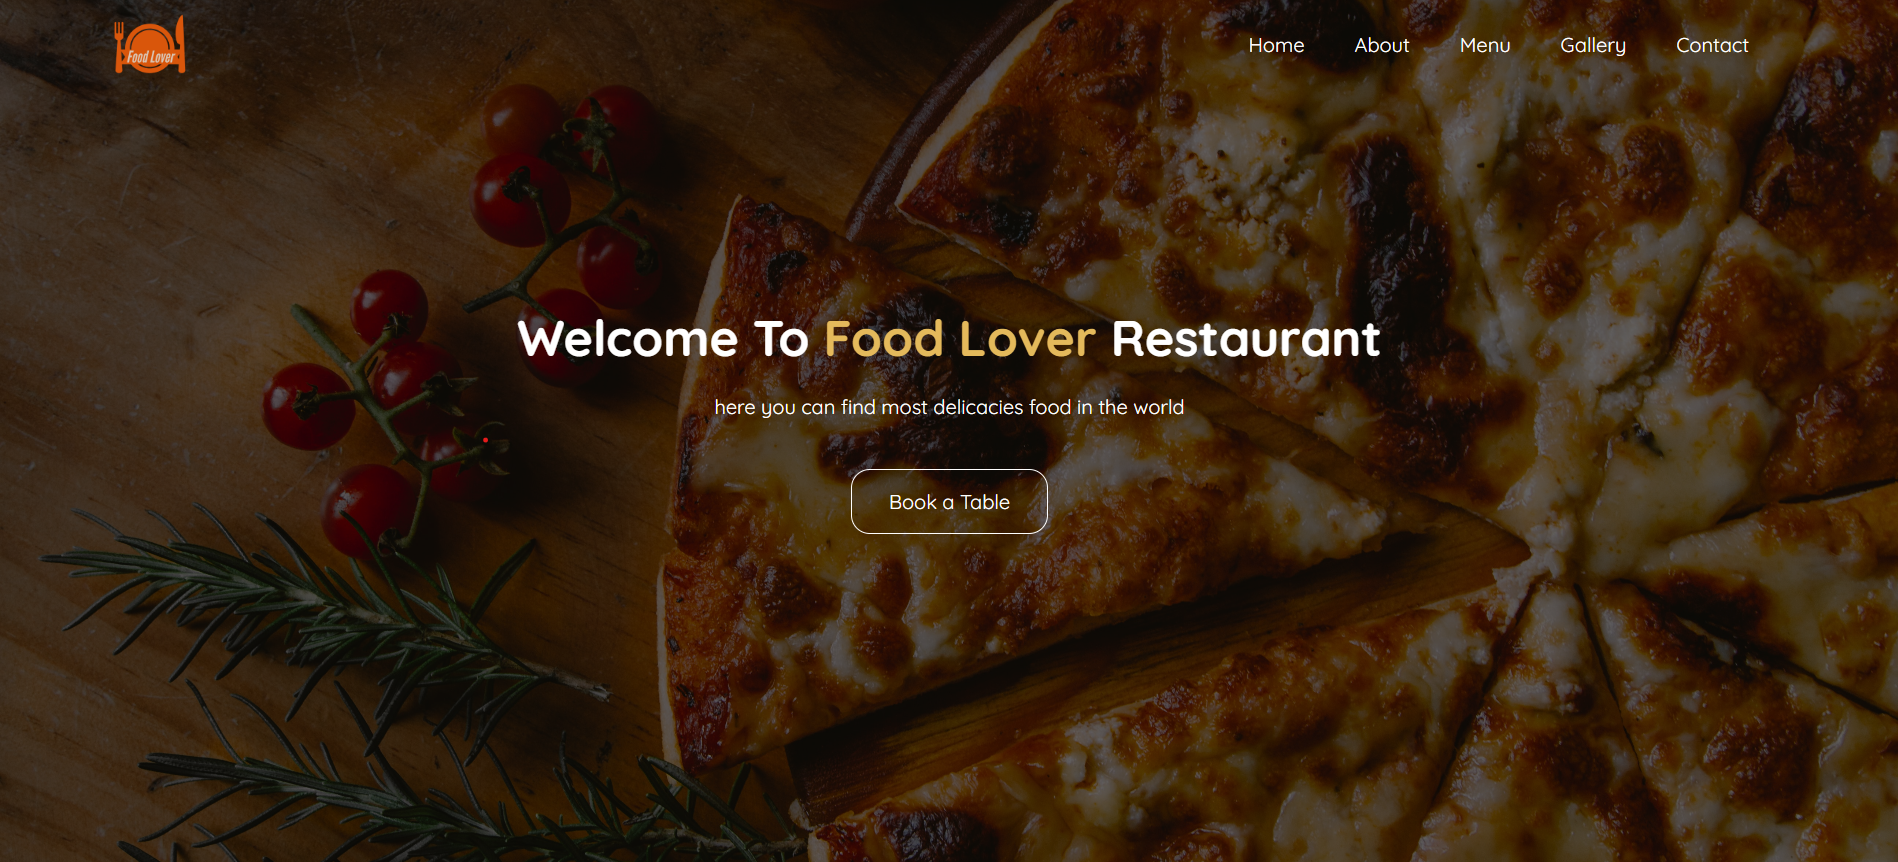 Food Lover
Home About Menu Gallery Contact
Welcome To Food Lover Restaurant
here you can find most delicacies food in the world
Book a Table